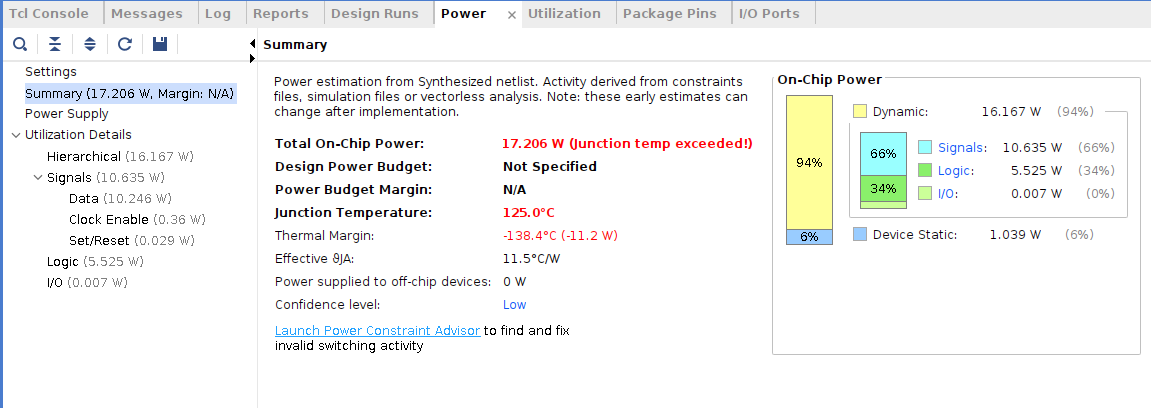 Tcl Console Messages Log Reports Design Runs Power × Utilization Package Pins I/O Ports
Summary
Settings
Summary (17.206 W, Margin: N/A)
Power Supply
Utilization Details
Hierarchical (16.167 W)
Signals (10.635 W)
Data (10.246 W)
Clock Enable (0.36 W)
Set/Reset (0.029 W)
Logic (5.525 W)
I/O (0.007 W)
Power estimation from Synthesized netlist. Activity derived from constraints
files, simulation files or vectorless analysis. Note: these early estimates can
change after implementation.
Total On-Chip Power: 17.206 W (Junction temp exceeded!)
Design Power Budget: Not Specified
Power Budget Margin: N/A
Junction Temperature: 125.0°C
Thermal Margin: -138.4°C (-11.2 W)
Effective ϑJA: 11.5°C/W
Power supplied to off-chip devices: 0 W
Confidence level: Low
Launch Power Constraint Advisor to find and fix
invalid switching activity
On-Chip Power
94%
6%
Dynamic: 16.167 W (94%)
66%
34%
Signals: 10.635 W (66%)
Logic: 5.525 W (34%)
I/O: 0.007 W (0%)
Device Static: 1.039 W (6%)